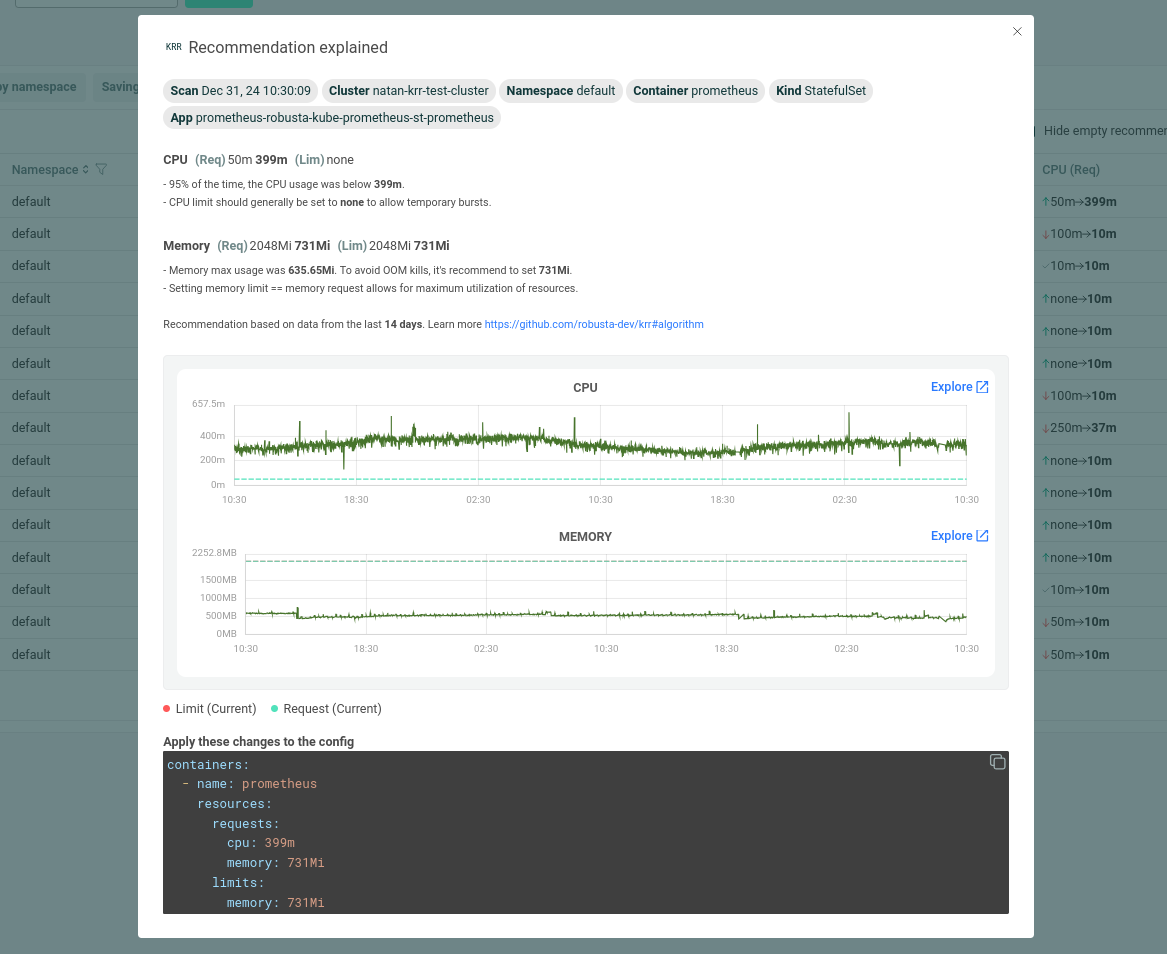 by namespace
Saving
Hide empty recommer
Namespace
CPU (Req)
default
↑50m→399m
default
↓100m→10m
default
10m→10m
default
↑none→10m
default
↑none→10m
default
↑none→10m
default
↓100m→10m
default
↓250m→37m
default
↑none→10m
default
↑none→10m
default
↑none→10m
default
↑none→10m
default
10m→10m
default
↓50m→10m
default
↓50m→10m
KRR Recommendation explained
Scan Dec 31, 24 10:30:09 Cluster natan-krr-test-cluster Namespace default Container prometheus Kind StatefulSet
App prometheus-robusta-kube-prometheus-st-prometheus
CPU (Req) 50m 399m (Lim) none
- 95% of the time, the CPU usage was below 399m.
- CPU limit should generally be set to none to allow temporary bursts.
Memory (Req) 2048Mi 731Mi (Lim) 2048Mi 731Mi
- Memory max usage was 635.65Mi. To avoid OOM kills, it's recommend to set 731Mi.
- Setting memory limit == memory request allows for maximum utilization of resources.
Recommendation based on data from the last 14 days. Learn more https://github.com/robusta-dev/krr#algorithm
CPU
Explore
657.5m
400m
200m
0m
10:30 18:30 02:30 10:30 18:30 02:30 10:30
MEMORY
Explore
2252.8MB
1500MB
1000MB
500MB
0MB
10:30 18:30 02:30 10:30 18:30 02:30 10:30
Limit (Current) Request (Current)
Apply these changes to the config
containers:
- name: prometheus
resources:
requests:
cpu: 399m
memory: 731Mi
limits:
memory: 731Mi